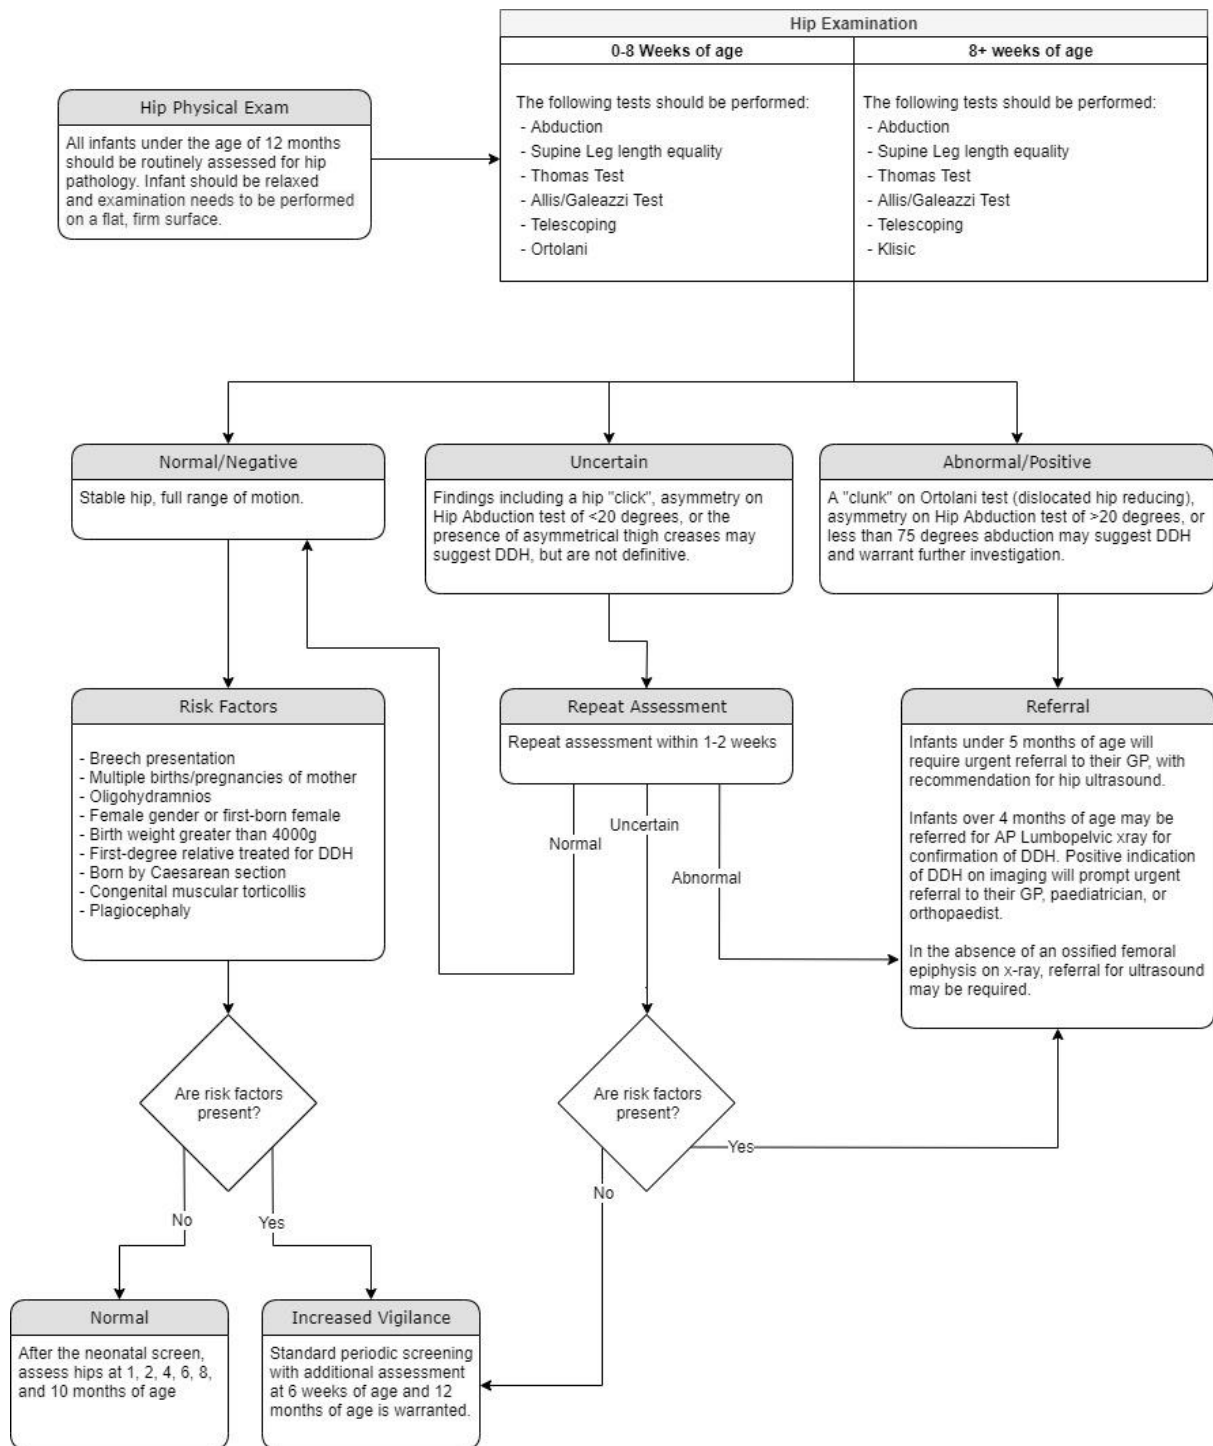 Hip Examination
0-8 Weeks of age
8+ weeks of age
The following tests should be performed:
- Abduction
- Supine Leg length equality
- Thomas Test
- Allis/Galeazzi Test
- Telescoping
- Ortolani
The following tests should be performed:
- Abduction
- Supine Leg length equality
- Thomas Test
- Allis/Galeazzi Test
- Telescoping
- Klisic
Hip Physical Exam
All infants under the age of 12 months
should be routinely assessed for hip
pathology. Infant should be relaxed
and examination needs to be performed
on a flat, firm surface.
Normal/Negative
Stable hip, full range of motion.
Uncertain
Findings including a hip "click", asymmetry on
Hip Abduction test of <20 degrees, or the
presence of asymmetrical thigh creases may
suggest DDH, but are not definitive.
Abnormal/Positive
A "clunk" on Ortolani test (dislocated hip reducing),
asymmetry on Hip Abduction test of >20 degrees, or
less than 75 degrees abduction may suggest DDH
and warrant further investigation.
Risk Factors
- Breech presentation
- Multiple births/pregnancies of mother
- Oligohydramnios
- Female gender or first-born female
- Birth weight greater than 4000g
- First-degree relative treated for DDH
- Born by Caesarean section
- Congenital muscular torticollis
- Plagiocephaly
Repeat Assessment
Repeat assessment within 1-2 weeks
Normal
Uncertain
Abnormal
Referral
Infants under 5 months of age will
require urgent referral to their GP, with
recommendation for hip ultrasound.
Infants over 4 months of age may be
referred for AP Lumbopelvic xray for
confirmation of DDH. Positive indication
of DDH on imaging will prompt urgent
referral to their GP, paediatrician, or
orthopaedist.
In the absence of an ossified femoral
epiphysis on x-ray, referral for ultrasound
may be required.
Are risk factors
present?
No
Yes
Are risk factors
present?
Yes
No
Normal
After the neonatal screen,
assess hips at 1, 2, 4, 6, 8,
and 10 months of age
Increased Vigilance
Standard periodic screening
with additional assessment
at 6 weeks of age and 12
months of age is warranted.